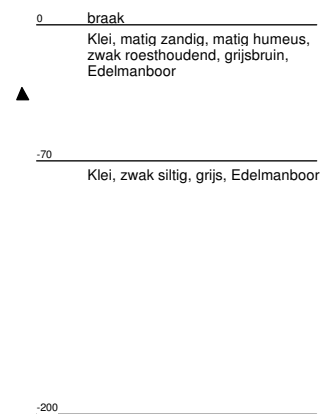 0 braak
Klei, matig zandig, matig humeus,
zwak roesthoudend, grijsbruin,
Edelmanboor
-70
Klei, zwak siltig, grijs, Edelmanboor
-200